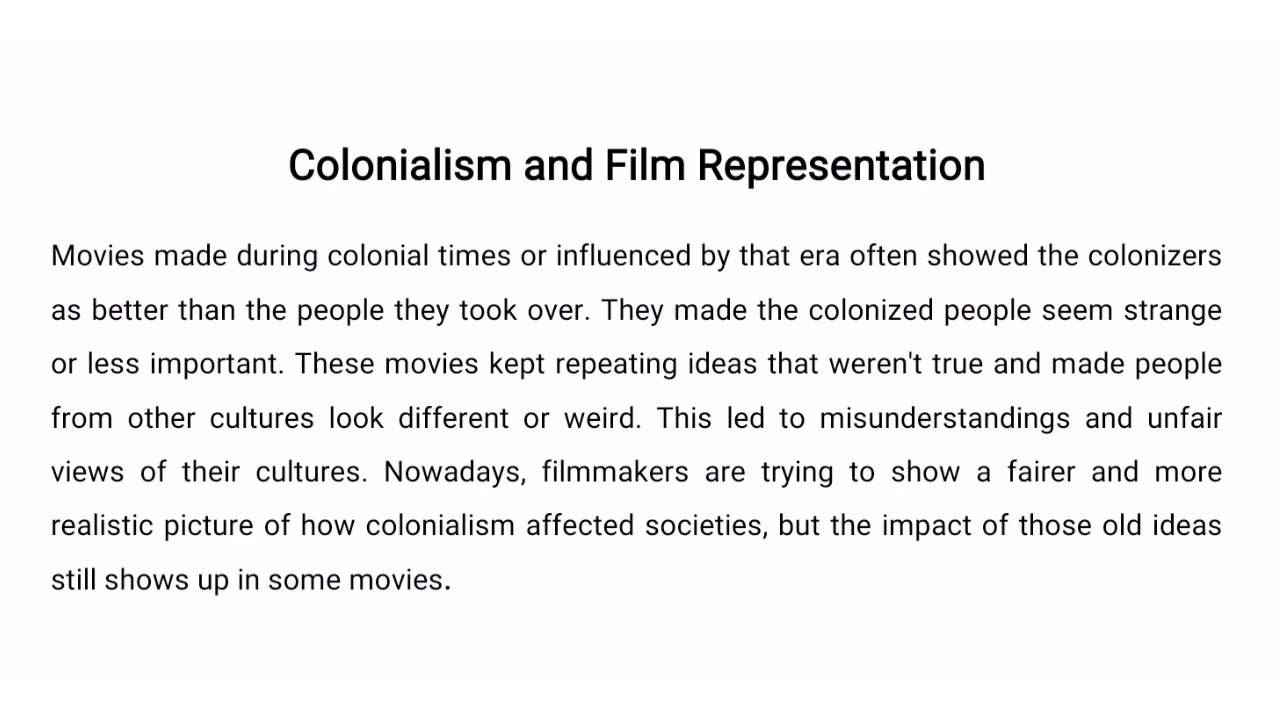 Colonialism and Film Representation
Movies made during colonial times or influenced by that era often showed the colonizers
as better than the people they took over. They made the colonized people seem strange
or less important. These movies kept repeating ideas that weren't true and made people
from other cultures look different or weird. This led to misunderstandings and unfair
views of their cultures. Nowadays, filmmakers are trying to show a fairer and more
realistic picture of how colonialism affected societies, but the impact of those old ideas
still shows up in some movies.